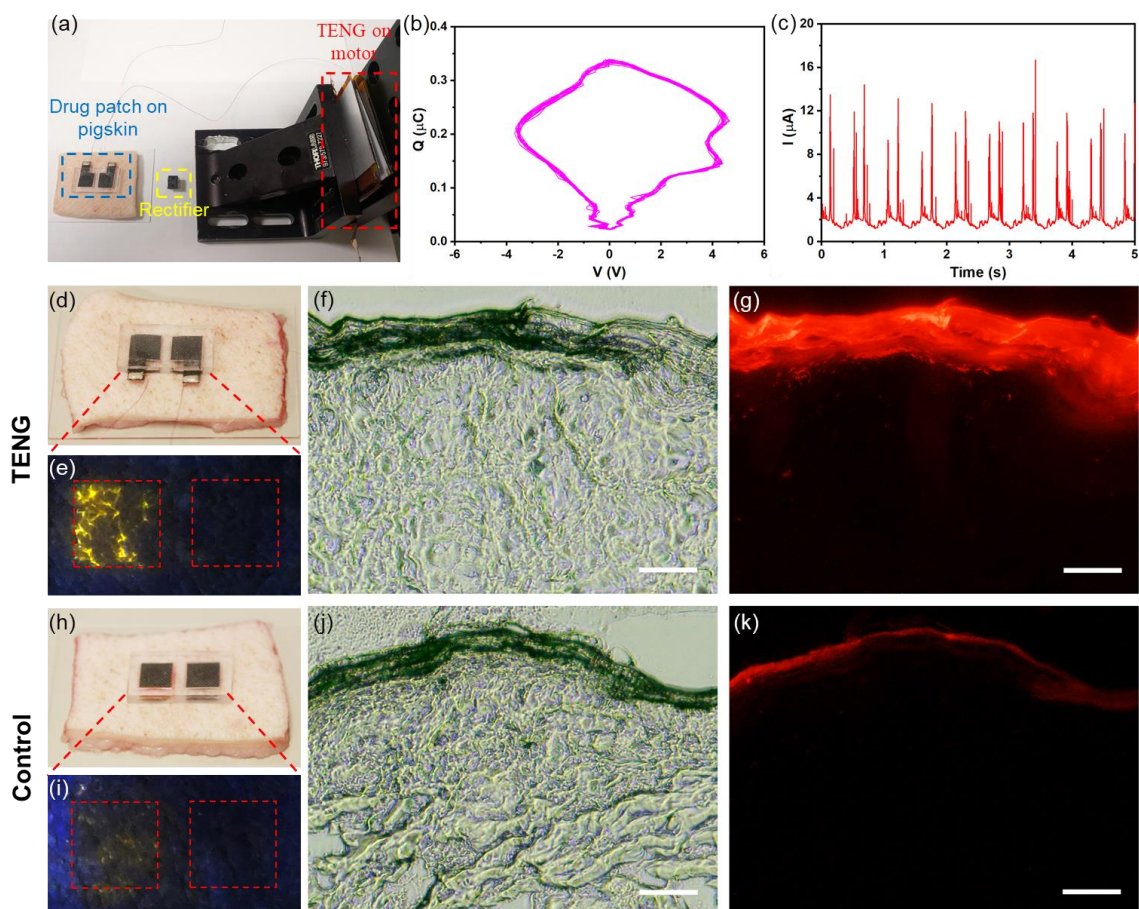 (a)
TENG on
motor
Drug patch on
pigskin
Rectifier
THORLABS
(b)
Q (μC)
0.4
0.3
0.2
0.1
0.0
-6 -4 -2 0 2 4 6
V (V)
(c)
I (μA)
20
16
12
8
4
0
0 1 2 3 4 5
Time (s)
TENG
(d)
(e)
(f)
(g)
Control
(h)
(i)
(j)
(k)